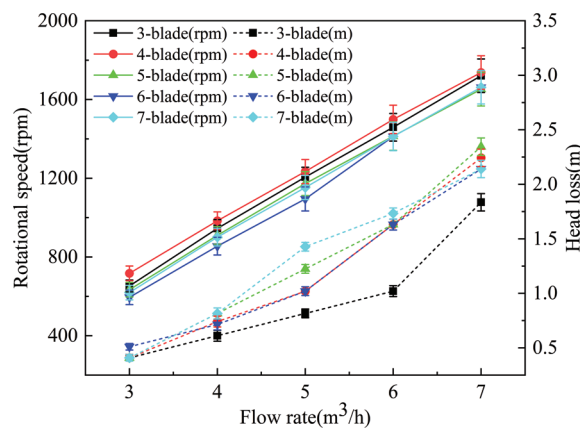 2000
1600
1200
800
400
Rotational speed(rpm)
3-blade(rpm) 3-blade(m)
4-blade(rpm) 4-blade(m)
5-blade(rpm) 5-blade(m)
6-blade(rpm) 6-blade(m)
7-blade(rpm) 7-blade(m)
3.5
3.0
2.5
2.0
1.5
1.0
0.5
Head loss(m)
3 4 5 6 7
Flow rate(m³/h)